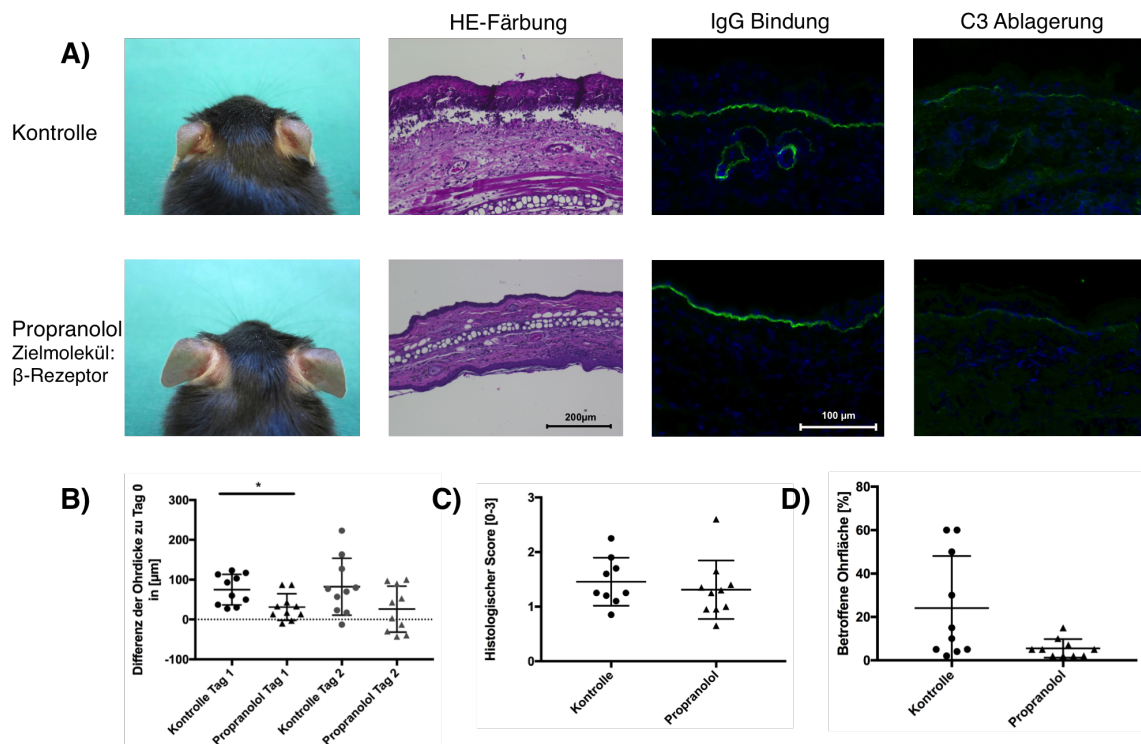 HE-Färbung IgG Bindung C3 Ablagerung
A)
Kontrolle
Propranolol
Zielmolekül:
β-Rezeptor
200µm
100 µm
B)
Differenz der Ohrdicke zu Tag 0
in [µm]
300
200
100
0
-100
*
Kontrolle Tag 1
Propranolol Tag 1
Kontrolle Tag 2
Propranolol Tag 2
C)
Histologischer Score [0-3]
3
2
1
0
Kontrolle
Propranolol
D)
Betroffene Ohrfläche [%]
80
60
40
20
0
Kontrolle
Propranolol